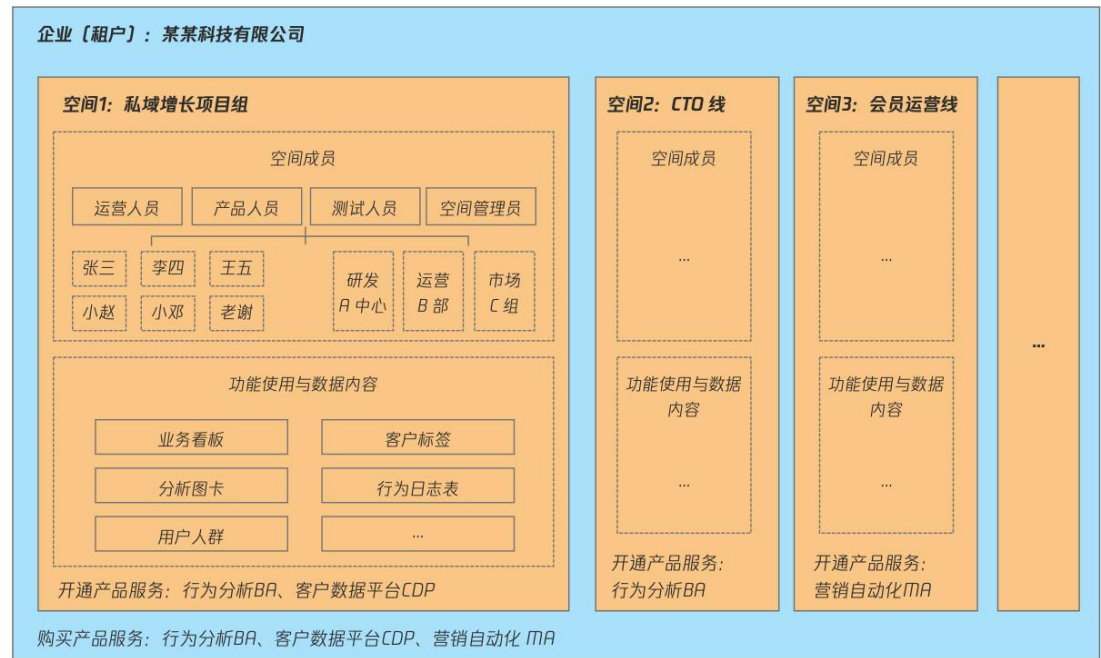 企业（租户）：某某科技有限公司
空间1：私域增长项目组
空间成员
运营人员
产品人员
测试人员
空间管理员
张三
李四
王五
小赵
小邓
老谢
研发
A 中心
运营
B 部
市场
C 组
功能使用与数据内容
业务看板
客户标签
分析图卡
行为日志表
用户人群
...
开通产品服务：行为分析BA、客户数据平台CDP
空间2：CTO 线
空间成员
...
功能使用与数据
内容
...
开通产品服务：
行为分析BA
空间3：会员运营线
空间成员
...
功能使用与数据
内容
...
开通产品服务：
营销自动化MA
...
购买产品服务：行为分析BA、客户数据平台CDP、营销自动化 MA